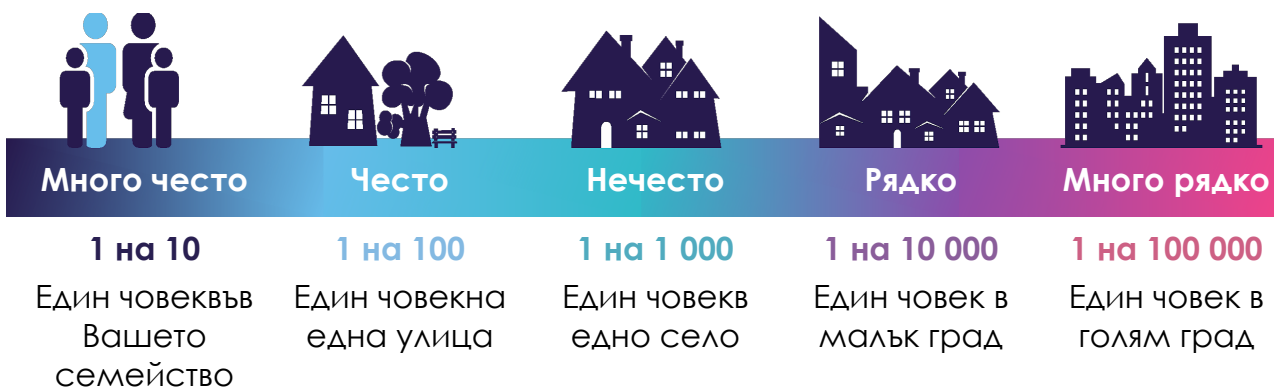 Много често
Често
Нечесто
Рядко
Много рядко
1 на 10
1 на 100
1 на 1 000
1 на 10 000
1 на 100 000
Един човеквъв
Вашето
семейство
Един човекна
една улица
Един човекв
едно село
Един човек в
малък град
Един човек в
голям град